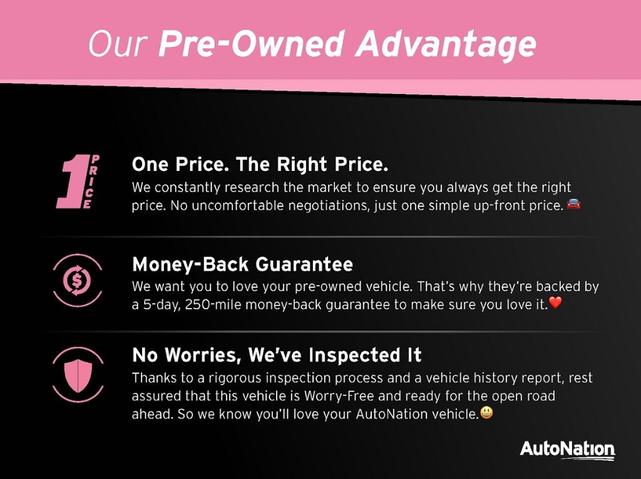 Our Pre-Owned Advantage
1 PRICE
One Price. The Right Price.
We constantly research the market to ensure you always get the right
price. No uncomfortable negotiations, just one simple up-front price. 🚘
$
Money-Back Guarantee
We want you to love your pre-owned vehicle. That's why they're backed by
a 5-day, 250-mile money-back guarantee to make sure you love it.❤️
No Worries, We've Inspected It
Thanks to a rigorous inspection process and a vehicle history report, rest
assured that this vehicle is Worry-Free and ready for the open road
ahead. So we know you'll love your AutoNation vehicle.😃
AutoNation